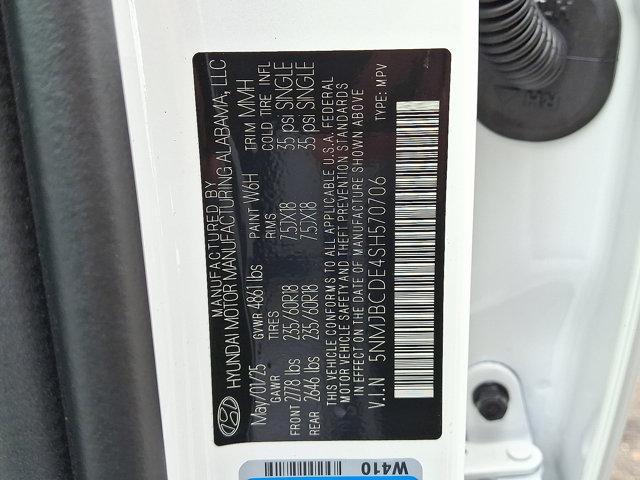 MANUFACTURED BY
HYUNDAI MOTOR MANUFACTURING ALABAMA, LLC
May/01/25 GVWR 4861 lbs PAINT W6H TRIM MMH
GAWR TIRES RIMS COLD TIRE INFL
FRONT 2778 lbs 235/60R18 7.5JX18 35 psi SINGLE
REAR 2646 lbs 235/60R18 7.5JX18 35 psi SINGLE
THIS VEHICLE CONFORMS TO ALL APPLICABLE U.S.A. FEDERAL
MOTOR VEHICLE SAFETY AND THEFT PREVENTION STANDARDS
IN EFFECT ON THE DATE OF MANUFACTURE SHOWN ABOVE
V.I.N 5NMJBCDE4SH570706 TYPE: MPV
W410